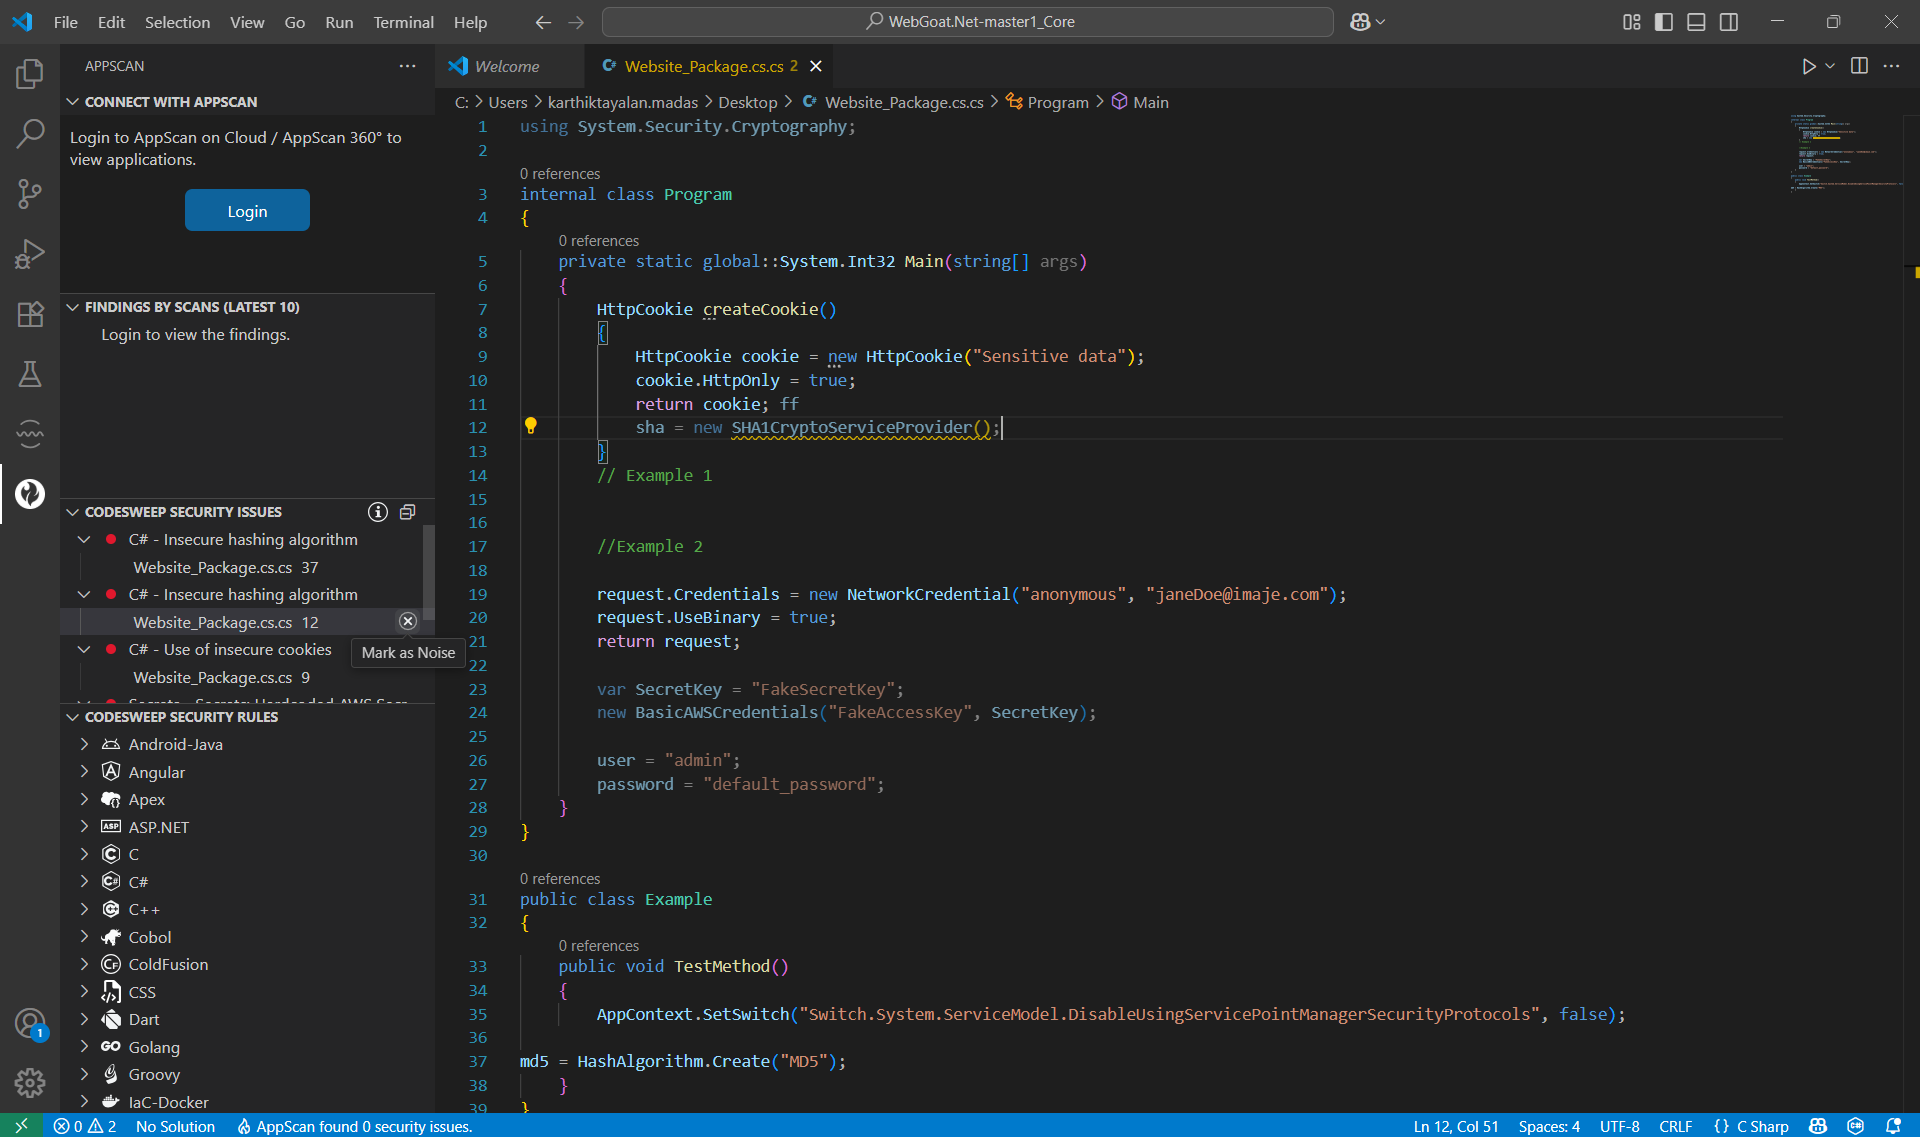 File Edit Selection View Go Run Terminal Help
WebGoat.Net-master1_Core
APPSCAN
CONNECT WITH APPSCAN
Login to AppScan on Cloud / AppScan 360° to
view applications.
Login
FINDINGS BY SCANS (LATEST 10)
Login to view the findings.
CODESWEEP SECURITY ISSUES
C# - Insecure hashing algorithm
Website_Package.cs.cs 37
C# - Insecure hashing algorithm
Website_Package.cs.cs 12
Mark as Noise
C# - Use of insecure cookies
Website_Package.cs.cs 9
CODESWEEP SECURITY RULES
Android-Java
Angular
Apex
ASP.NET
C
C#
C++
Cobol
ColdFusion
CSS
Dart
Golang
Groovy
IaC-Docker
Welcome
Website_Package.cs.cs 2
C: > Users > karthiktayalan.madas > Desktop > Website_Package.cs.cs > Program > Main
1 using System.Security.Cryptography;
2
0 references
3 internal class Program
4 {
0 references
5 private static global::System.Int32 Main(string[] args)
6 {
7 HttpCookie createCookie()
8 {
9 HttpCookie cookie = new HttpCookie("Sensitive data");
10 cookie.HttpOnly = true;
11 return cookie; ff
12 sha = new SHA1CryptoServiceProvider();
13 }
14 // Example 1
15
16
17 //Example 2
18
19 request.Credentials = new NetworkCredential("anonymous", "janeDoe@imaje.com");
20 request.UseBinary = true;
21 return request;
22
23 var SecretKey = "FakeSecretKey";
24 new BasicAWSCredentials("FakeAccessKey", SecretKey);
25
26 user = "admin";
27 password = "default_password";
28 }
29 }
30
0 references
31 public class Example
32 {
0 references
33 public void TestMethod()
34 {
35 AppContext.SetSwitch("Switch.System.ServiceModel.DisableUsingServicePointManagerSecurityProtocols", false);
36
37 md5 = HashAlgorithm.Create("MD5");
38 }
39 }
1
0 2 No Solution AppScan found 0 security issues.
Ln 12, Col 51 Spaces: 4 UTF-8 CRLF {} C Sharp